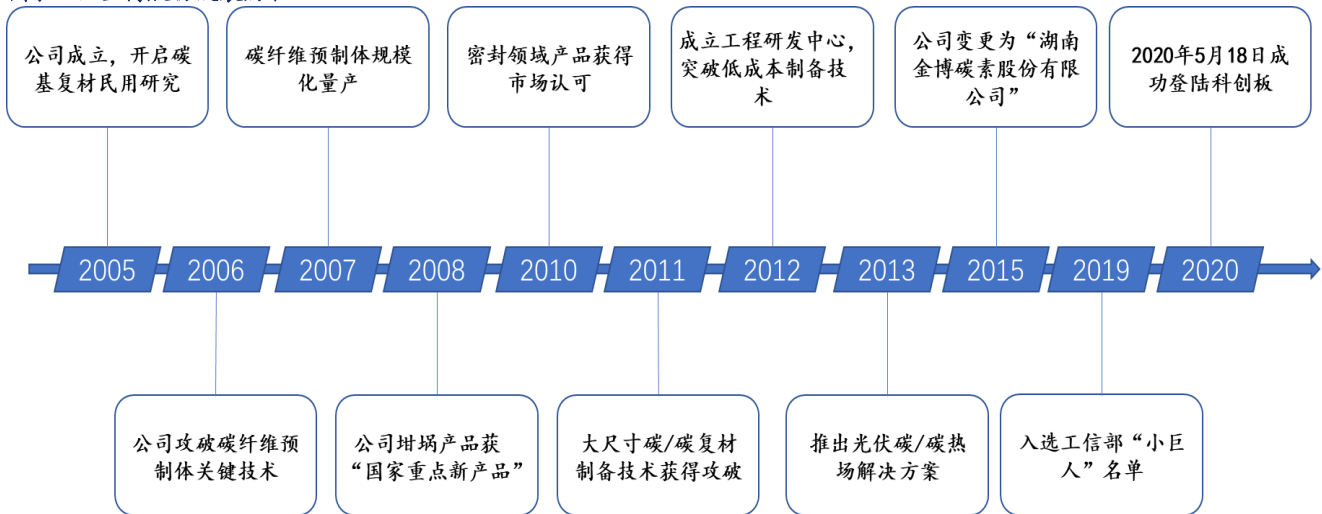 公司成立，开启碳
基复材民用研究
碳纤维预制体规模
化量产
密封领域产品获得
市场认可
成立工程研发中心，
突破低成本制备技
术
公司变更为“湖南
金博碳素股份有限
公司”
2020年5月18日成
功登陆科创板
2005
2006
2007
2008
2010
2011
2012
2013
2015
2019
2020
公司攻破碳纤维预
制体关键技术
公司坩埚产品获
“国家重点新产品”
大尺寸碳/碳复材
制备技术获得攻破
推出光伏碳/碳热
场解决方案
入选工信部“小巨
人”名单